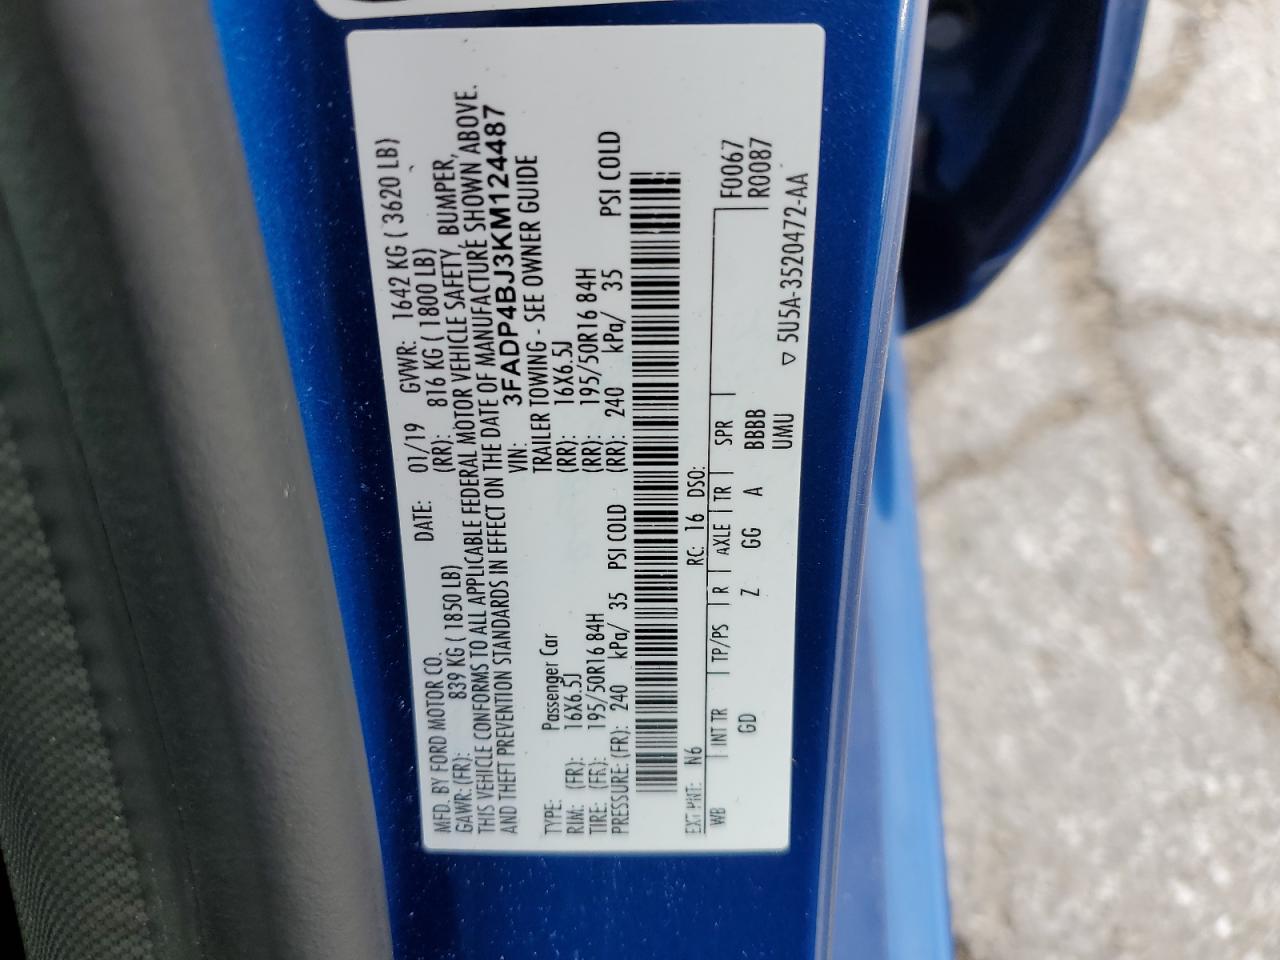 MFD. BY FORD MOTOR CO. DATE: 01/19 GVWR: 1642 KG ( 3620 LB)
GAWR: (FR): 839 KG ( 1850 LB) (RR): 816 KG ( 1800 LB)
THIS VEHICLE CONFORMS TO ALL APPLICABLE FEDERAL MOTOR VEHICLE SAFETY, BUMPER,
AND THEFT PREVENTION STANDARDS IN EFFECT ON THE DATE OF MANUFACTURE SHOWN ABOVE.
VIN: 3FADP4BJ3KM124487
TYPE: Passenger Car TRAILER TOWING - SEE OWNER GUIDE
RIM: (FR): 16X6.5J (RR): 16X6.5J
TIRE: (FR): 195/50R16 84H (RR): 195/50R16 84H
PRESSURE: (FR): 240 kPa/ 35 PSI COLD (RR): 240 kPa/ 35 PSI COLD
EXT PNT: N6 RC: 16 DSO:
WB | INT TR | TP/PS | R | AXLE | TR | SPR F0067
GD Z GG A BBBB R0087
UMU
▽ 5U5A-3520472-AA